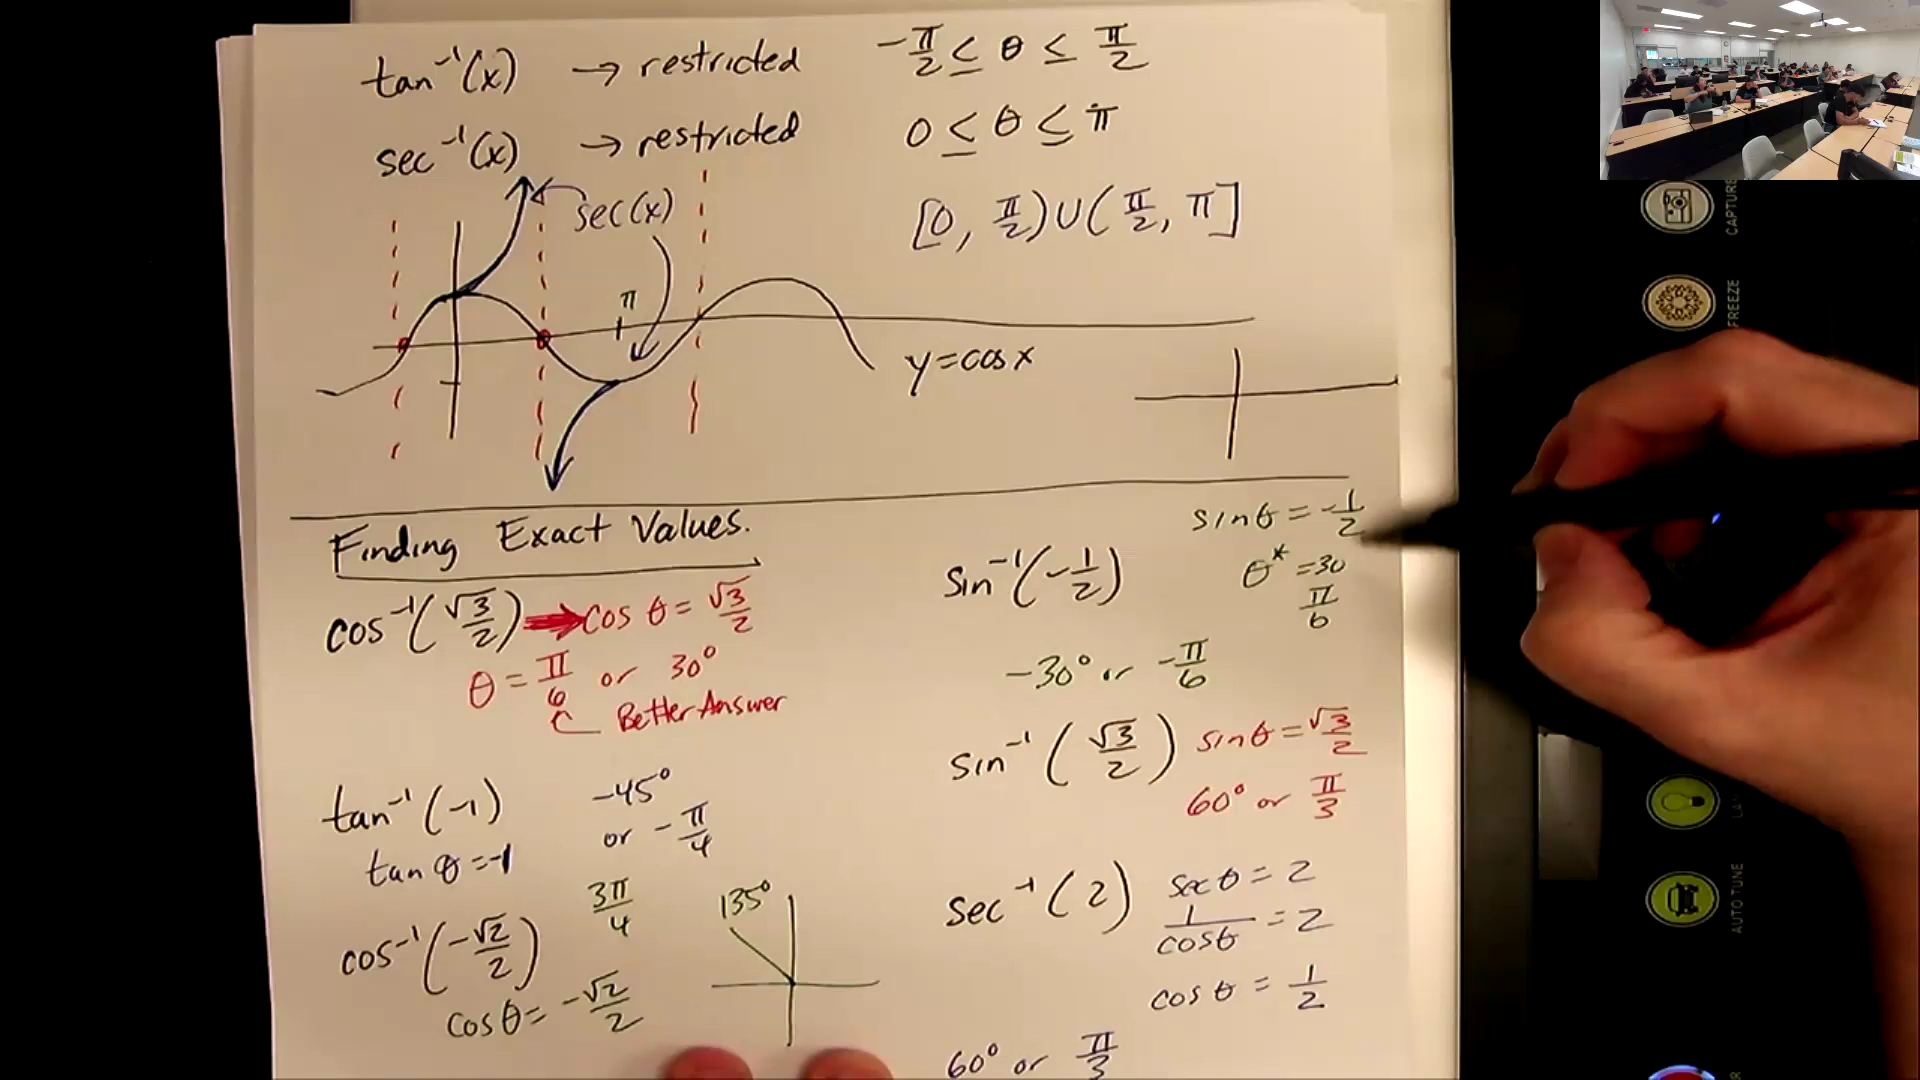 tan⁻¹(x) → restricted -π/2 ≤ θ ≤ π/2
sec⁻¹(x) → restricted 0 ≤ θ ≤ π
sec(x)
[0, π/2) ∪ (π/2, π]
π
y = cos x
Finding Exact Values.
cos⁻¹(√3/2) → cos θ = √3/2
θ = π/6 or 30°
Better Answer
tan⁻¹(-1) -45°
or -π/4
tan θ = -1
3π/4
135°
cos⁻¹(-√2/2)
cos θ = -√2/2
sin θ = -1/2
sin⁻¹(-1/2) θ* = 30
π/6
-30° or -π/6
sin⁻¹(√3/2) sin θ = √3/2
60° or π/3
sec⁻¹(2) sec θ = 2
1/cos θ = 2
cos θ = 1/2
60° or π/3
CAPTURE
FREEZE
AUTO TUNE